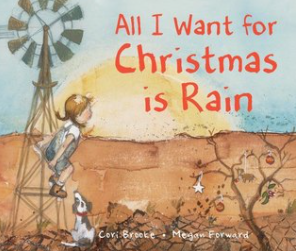 All I Want for
Christmas
is Rain
Cori Brooke • Megan Forward